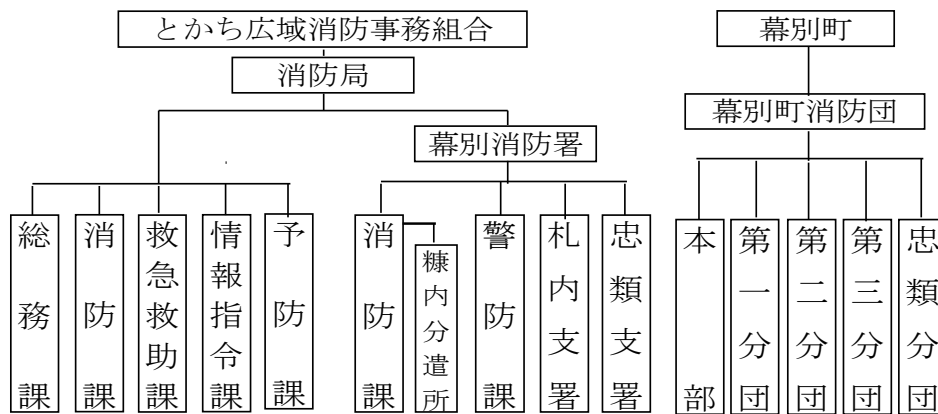 とかち広域消防事務組合
消防局
幕別消防署
総務課
消防課
救急救助課
情報指令課
予防課
消防課
糠内分遣所
警防課
札内支署
忠類支署
幕別町
幕別町消防団
本部
第一分団
第二分団
第三分団
忠類分団